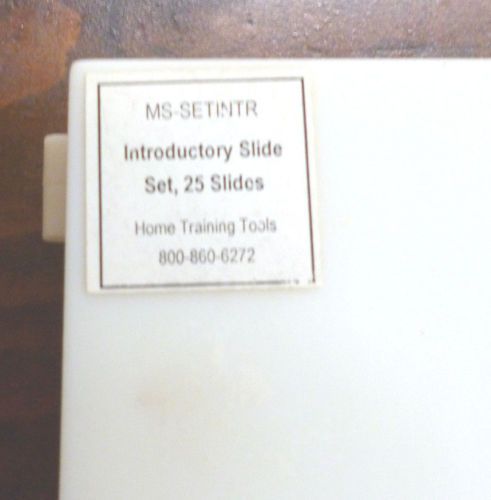 MS-SETINTR
Introductory Slide
Set, 25 Slides
Home Training Tools
800-860-6272